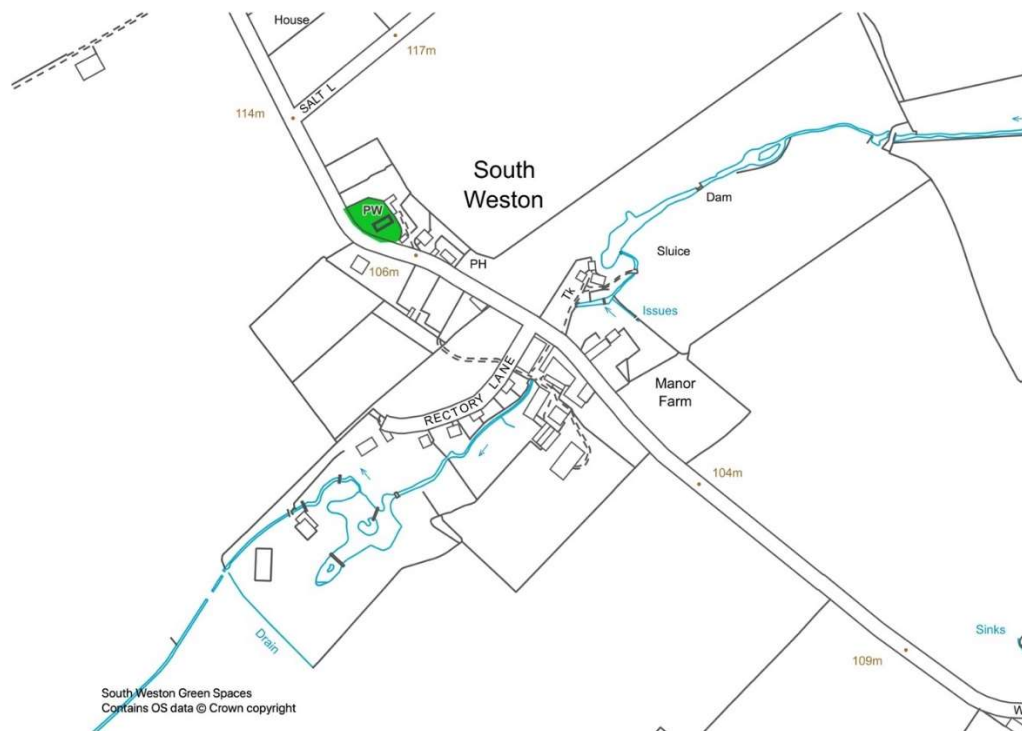 House
117m
SALT L
114m
South
Weston
PW
Dam
106m
PH
Sluice
Tk
Issues
RECTORY LANE
Manor
Farm
104m
Drain
Sinks
109m
South Weston Green Spaces
Contains OS data © Crown copyright
W